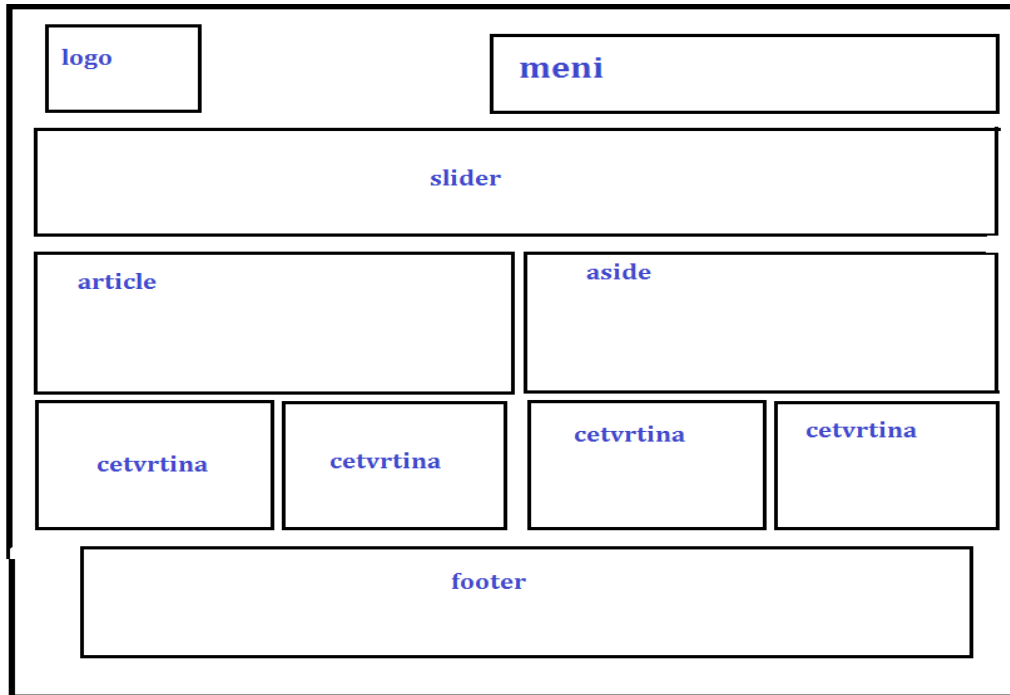 logo
meni
slider
article
aside
cetvrtina
cetvrtina
cetvrtina
cetvrtina
footer